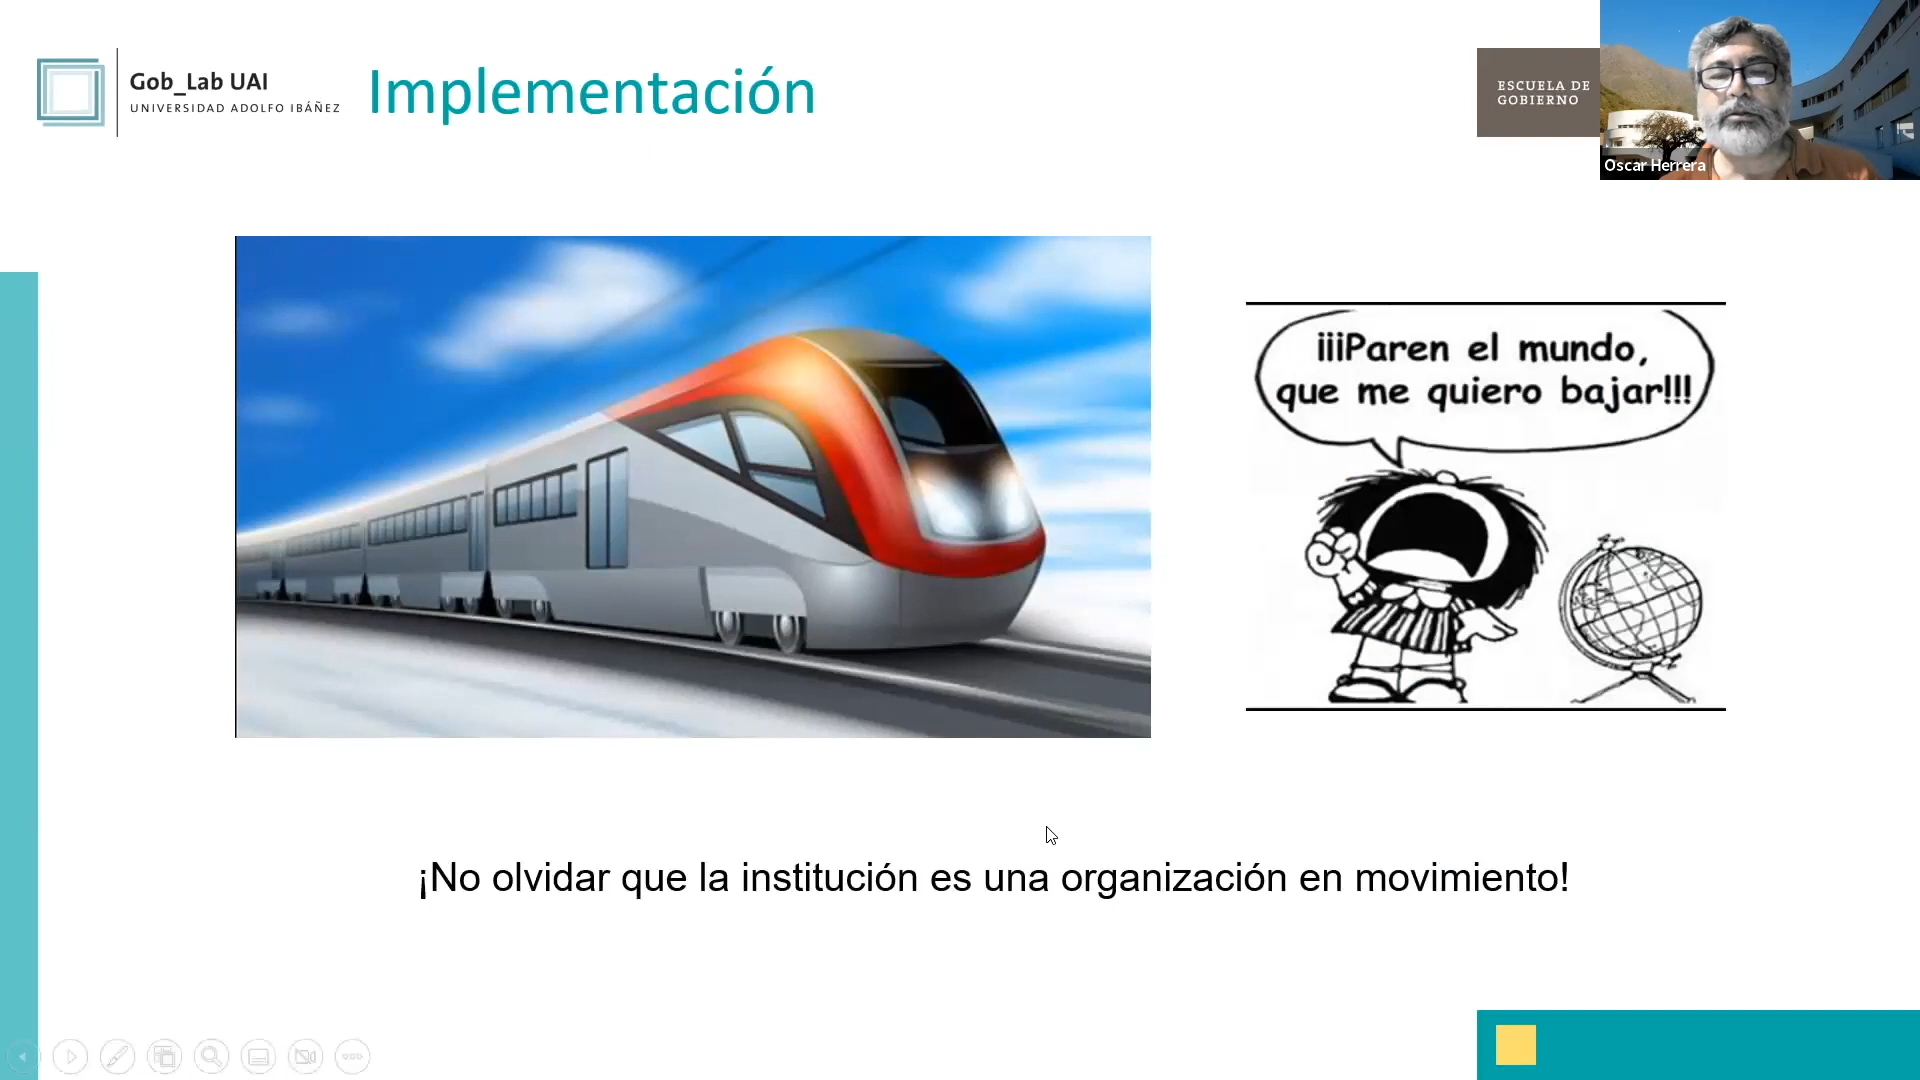 Gob_Lab UAI
UNIVERSIDAD ADOLFO IBÁÑEZ
Implementación
ESCUELA DE
GOBIERNO
Oscar Herrera
¡¡¡Paren el mundo,
que me quiero bajar!!!
¡No olvidar que la institución es una organización en movimiento!